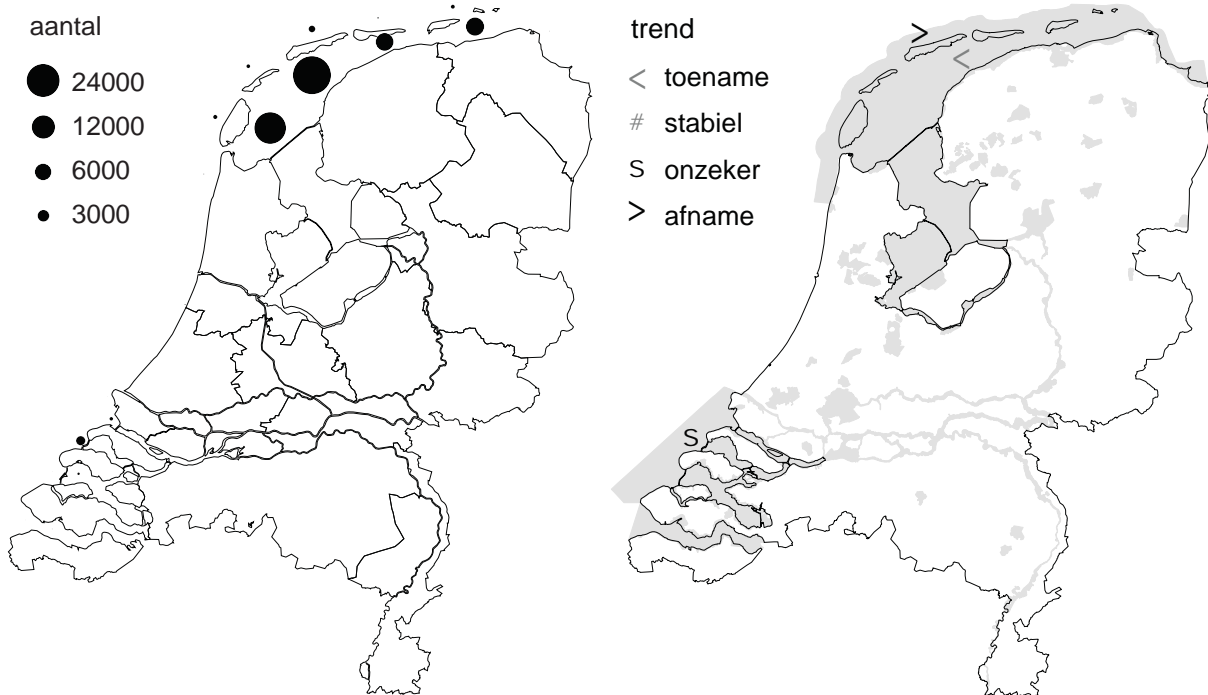 aantal
24000
12000
6000
3000
trend
< toename
# stabiel
S onzeker
> afname
>
<
S